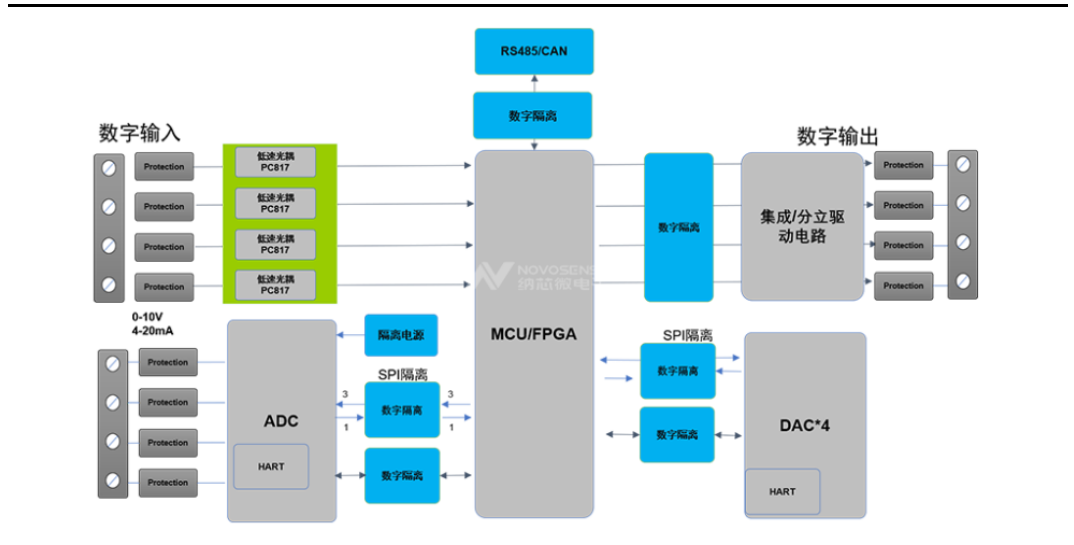 RS485/CAN
数字隔离
数字输入
数字输出
Protection
低速光耦
PC817
Protection
低速光耦
PC817
Protection
低速光耦
PC817
Protection
低速光耦
PC817
数字隔离
集成/分立驱
动电路
Protection
Protection
Protection
Protection
NOVOSENS
纳芯微电
MCU/FPGA
0-10V
4-20mA
Protection
Protection
Protection
Protection
ADC
HART
隔离电源
SPI隔离
3
数字隔离
3
1
1
数字隔离
SPI隔离
数字隔离
数字隔离
DAC*4
HART